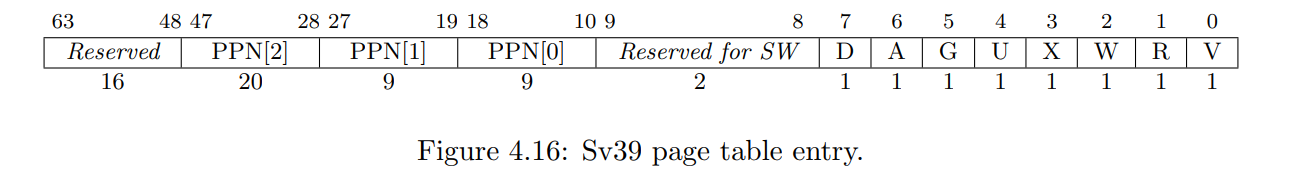 63 48 47 28 27 19 18 10 9 8 7 6 5 4 3 2 1 0
Reserved PPN[2] PPN[1] PPN[0] Reserved for SW D A G U X W R V
16 20 9 9 2 1 1 1 1 1 1 1 1
Figure 4.16: Sv39 page table entry.